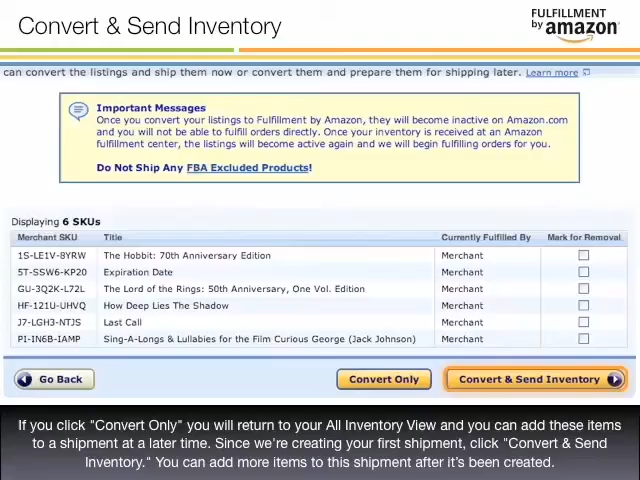 Convert & Send Inventory
FULFILLMENT
by amazon
can convert the listings and ship them now or convert them and prepare them for shipping later. Learn more
Important Messages
Once you convert your listings to Fulfillment by Amazon, they will become inactive on Amazon.com
and you will not be able to fulfill orders directly. Once your inventory is received at an Amazon
fulfillment center, the listings will become active again and we will begin fulfilling orders for you.
Do Not Ship Any FBA Excluded Products!
Displaying 6 SKUs
Merchant SKU Title Currently Fulfilled By Mark for Removal
1S-LE1V-8YRW The Hobbit: 70th Anniversary Edition Merchant
5T-SSW6-KP20 Expiration Date Merchant
GU-3Q2K-L72L The Lord of the Rings: 50th Anniversary, One Vol. Edition Merchant
HF-121U-UHVQ How Deep Lies The Shadow Merchant
J7-LGH3-NTJS Last Call Merchant
PI-IN6B-IAMP Sing-A-Longs & Lullabies for the Film Curious George (Jack Johnson) Merchant
Go Back Convert Only Convert & Send Inventory
If you click "Convert Only" you will return to your All Inventory View and you can add these items
to a shipment at a later time. Since we're creating your first shipment, click "Convert & Send
Inventory." You can add more items to this shipment after it's been created.